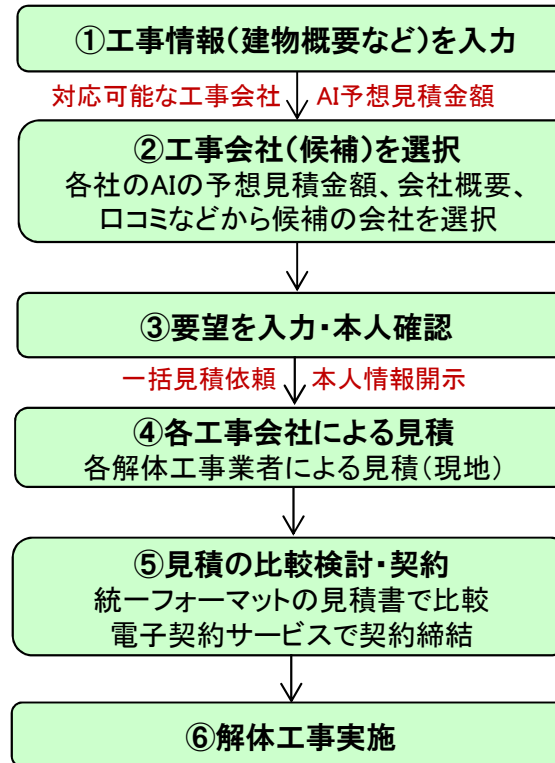 ①工事情報(建物概要など)を入力
対応可能な工事会社 AI予想見積金額
②工事会社(候補)を選択
各社のAIの予想見積金額、会社概要、
口コミなどから候補の会社を選択
③要望を入力・本人確認
一括見積依頼 本人情報開示
④各工事会社による見積
各解体工事業者による見積(現地)
⑤見積の比較検討・契約
統一フォーマットの見積書で比較
電子契約サービスで契約締結
⑥解体工事実施